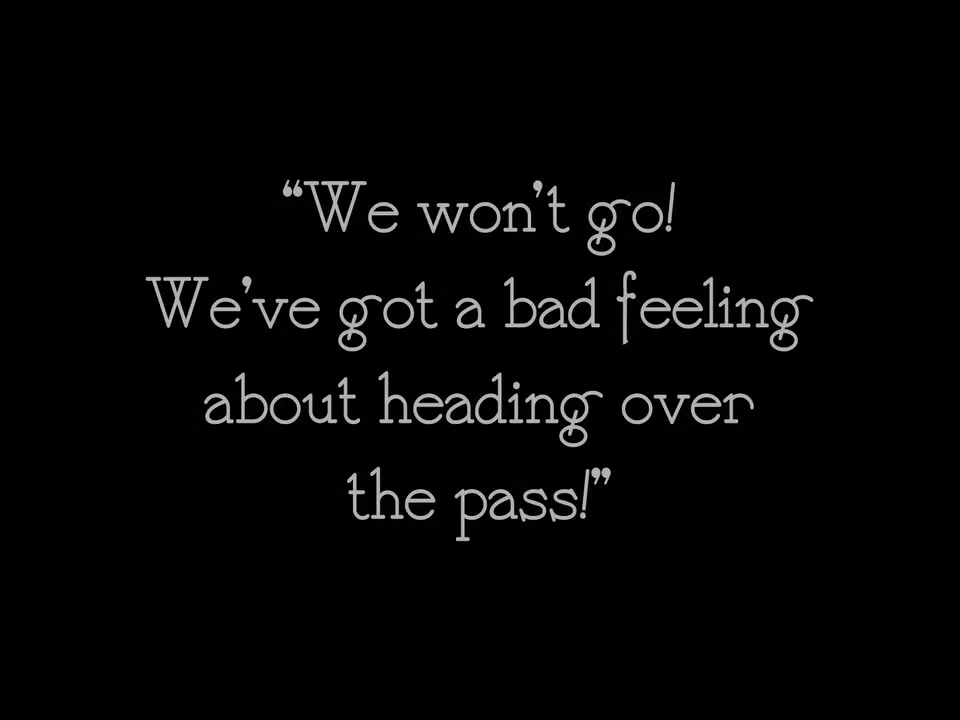 “We won’t go!
We’ve got a bad feeling
about heading over
the pass!”